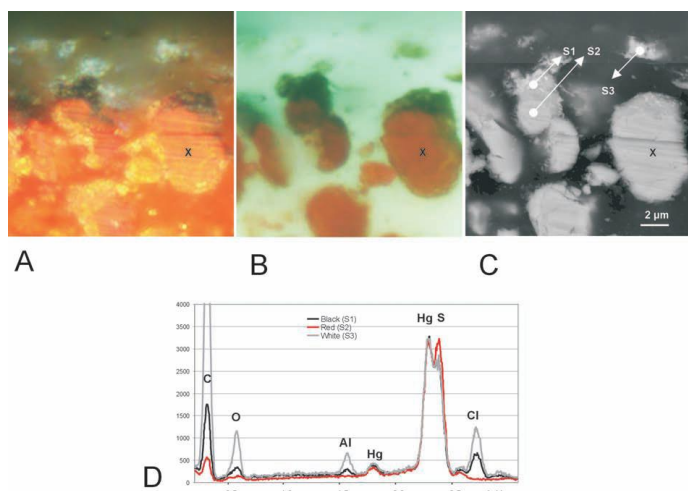 S1 S2
S3
X
X
X
2 µm
A
B
C
4000
Black (S1)
Red (S2)
White (S3)
3500
Hg S
3000
2500
2000
C
1500
O
Cl
1000
Al
Hg
500
0
D